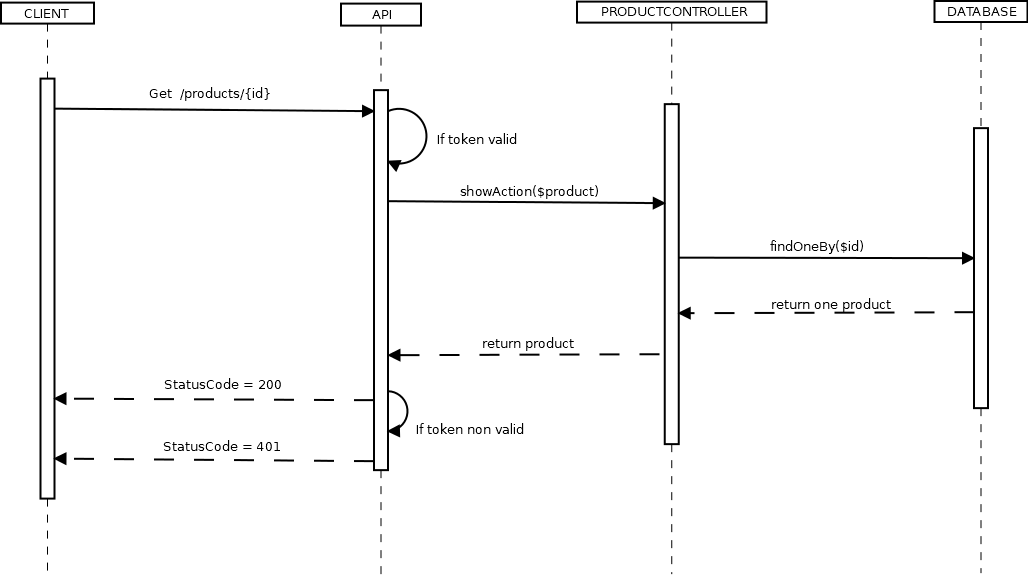 CLIENT
API
PRODUCTCONTROLLER
DATABASE
Get /products/{id}
If token valid
showAction($product)
findOneBy($id)
return one product
return product
StatusCode = 200
If token non valid
StatusCode = 401